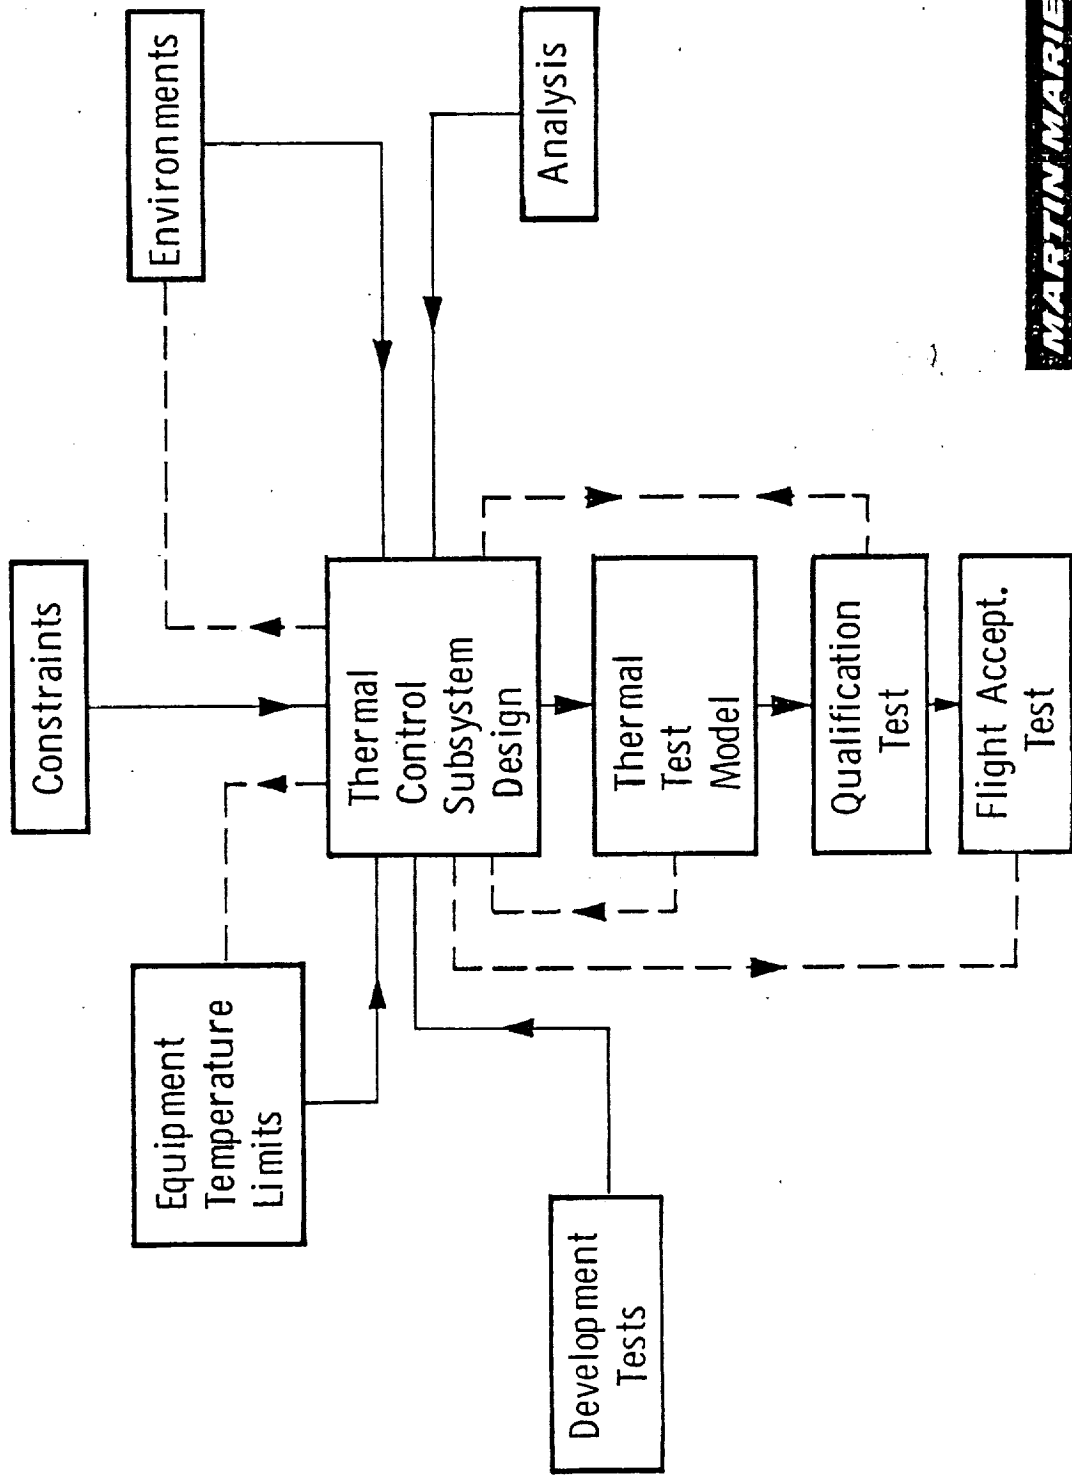 Constraints
Equipment
Temperature
Limits
Environments
Thermal
Control
Subsystem
Design
Development
Tests
Analysis
Thermal
Test
Model
Qualification
Test
Flight Accept.
Test
MARTIN MARIE